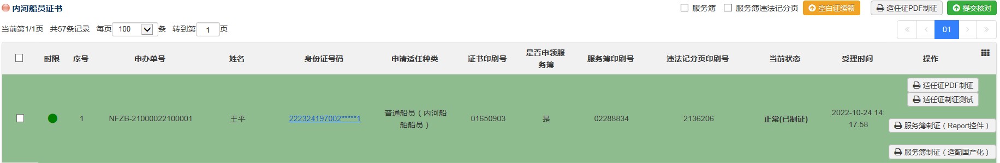 内河船员证书
服务簿 服务簿违法记分页 空白证续领 适任证PDF制证 提交核对
当前第1/1页 共57条记录 每页 100 条 转到第 1 页
« ‹ 01 › »
时限 序号 申办单号 姓名 身份证号码 申请适任种类 证书印刷号 是否申领服务簿 服务簿印刷号 违法记分页印刷号 当前状态 受理时间 操作
1 NFZB-21000022100001 王平 222324197002*****1 普通船员（内河船舶船员） 01650903 是 02288834 2136206 正常(已制证) 2022-10-24 14:17:58
适任证PDF制证
适任证制证测试
服务簿制证（Report控件）
服务簿制证（适配国产化）